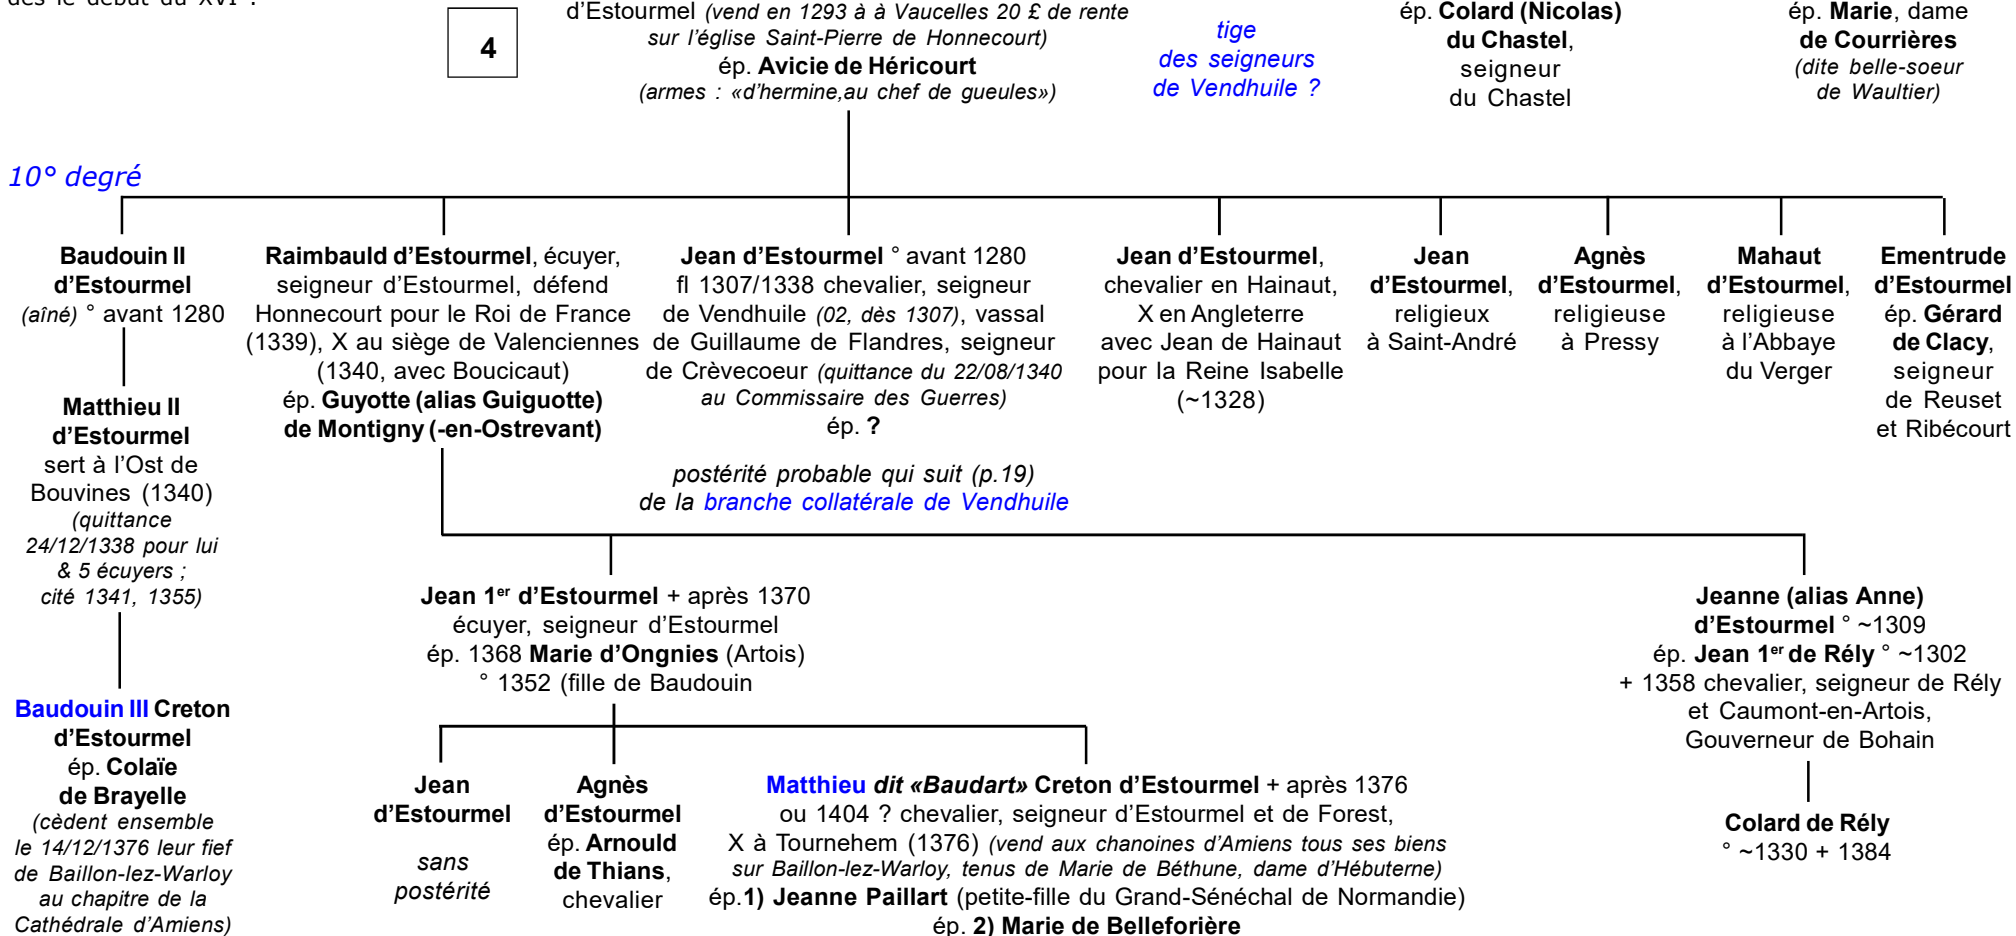 dès le début du XVI°.
4
d'Estourmel (vend en 1293 à à Vaucelles 20 £ de rente
sur l'église Saint-Pierre de Honnecourt)
ép. Avicie de Héricourt
(armes : «d'hermine,au chef de gueules»)
tige
des seigneurs
de Vendhuile ?
ép. Colard (Nicolas)
du Chastel,
seigneur
du Chastel
ép. Marie, dame
de Courrières
(dite belle-soeur
de Waultier)
10° degré
Baudouin II
d'Estourmel
(aîné) ° avant 1280
Matthieu II
d'Estourmel
sert à l'Ost de
Bouvines (1340)
(quittance
24/12/1338 pour lui
& 5 écuyers ;
cité 1341, 1355)
Baudouin III Creton
d'Estourmel
ép. Colaïe
de Brayelle
(cèdent ensemble
le 14/12/1376 leur fief
de Baillon-lez-Warloy
au chapitre de la
Cathédrale d'Amiens)
Raimbauld d'Estourmel, écuyer,
seigneur d'Estourmel, défend
Honnecourt pour le Roi de France
(1339), X au siège de Valenciennes
(1340, avec Boucicaut)
ép. Guyotte (alias Guiguotte)
de Montigny (-en-Ostrevant)
Jean d'Estourmel ° avant 1280
fl 1307/1338 chevalier, seigneur
de Vendhuile (02, dès 1307), vassal
de Guillaume de Flandres, seigneur
de Crèvecoeur (quittance du 22/08/1340
au Commissaire des Guerres)
ép. ?
postérité probable qui suit (p.19)
de la branche collatérale de Vendhuile
Jean d'Estourmel,
chevalier en Hainaut,
X en Angleterre
avec Jean de Hainaut
pour la Reine Isabelle
(~1328)
Jean
d'Estourmel,
religieux
à Saint-André
Agnès
d'Estourmel,
religieuse
à Pressy
Mahaut
d'Estourmel,
religieuse
à l'Abbaye
du Verger
Ementrude
d'Estourmel
ép. Gérard
de Clacy,
seigneur
de Reuset
et Ribécourt
Jean 1er d'Estourmel + après 1370
écuyer, seigneur d'Estourmel
ép. 1368 Marie d'Ongnies (Artois)
° 1352 (fille de Baudouin
Jeanne (alias Anne)
d'Estourmel ° ~1309
ép. Jean 1er de Rély ° ~1302
+ 1358 chevalier, seigneur de Rély
et Caumont-en-Artois,
Gouverneur de Bohain
Colard de Rély
° ~1330 + 1384
Jean
d'Estourmel
sans
postérité
Agnès
d'Estourmel
ép. Arnould
de Thians,
chevalier
Matthieu dit «Baudart» Creton d'Estourmel + après 1376
ou 1404 ? chevalier, seigneur d'Estourmel et de Forest,
X à Tournehem (1376) (vend aux chanoines d'Amiens tous ses biens
sur Baillon-lez-Warloy, tenus de Marie de Béthune, dame d'Hébuterne)
ép.1) Jeanne Paillart (petite-fille du Grand-Sénéchal de Normandie)
ép. 2) Marie de Belleforière